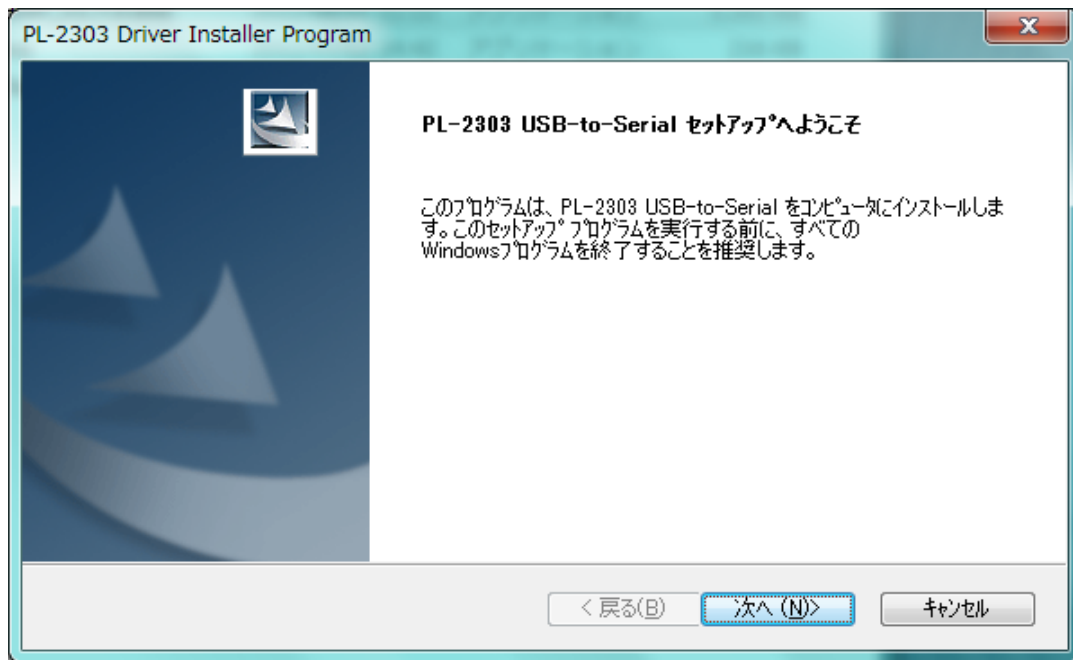 PL-2303 Driver Installer Program
PL-2303 USB-to-Serial ｾｯﾄｱｯﾌﾟへようこそ
このﾌﾟﾛｸﾞﾗﾑは、PL-2303 USB-to-Serial をｺﾝﾋﾟｭｰﾀにインストールしま
す。このｾｯﾄｱｯﾌﾟ ﾌﾟﾛｸﾞﾗﾑを実行する前に、すべての
Windowsﾌﾟﾛｸﾞﾗﾑを終了することを推奨します。
< 戻る(B)
次へ (N)>
ｷｬﾝｾﾙ